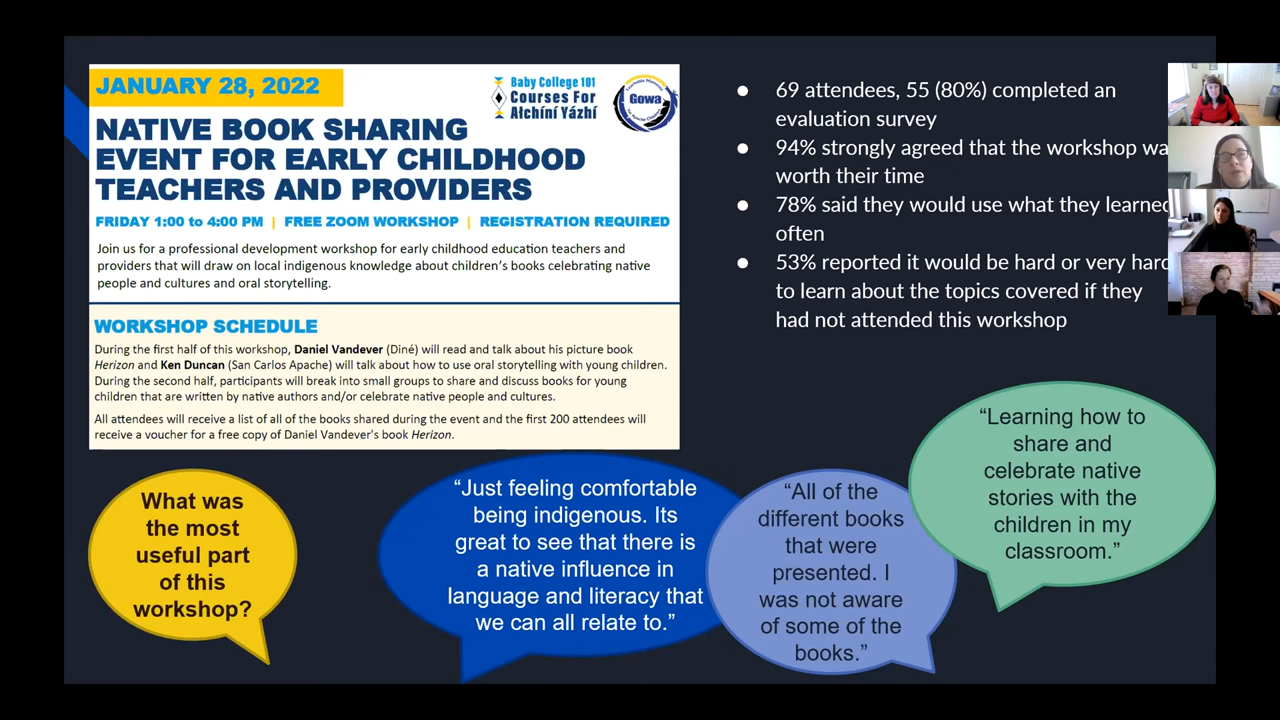 JANUARY 28, 2022
Baby College 101
Courses For
Ałchíní Yázhí
Gowa
NATIVE BOOK SHARING
EVENT FOR EARLY CHILDHOOD
TEACHERS AND PROVIDERS
FRIDAY 1:00 to 4:00 PM | FREE ZOOM WORKSHOP | REGISTRATION REQUIRED
Join us for a professional development workshop for early childhood education teachers and
providers that will draw on local indigenous knowledge about children's books celebrating native
people and cultures and oral storytelling.
WORKSHOP SCHEDULE
During the first half of this workshop, Daniel Vandever (Diné) will read and talk about his picture book
Herizon and Ken Duncan (San Carlos Apache) will talk about how to use oral storytelling with young children.
During the second half, participants will break into small groups to share and discuss books for young
children that are written by native authors and/or celebrate native people and cultures.
All attendees will receive a list of all of the books shared during the event and the first 200 attendees will
receive a voucher for a free copy of Daniel Vandever's book Herizon.
● 69 attendees, 55 (80%) completed an
evaluation survey
● 94% strongly agreed that the workshop wa
worth their time
● 78% said they would use what they learned
often
● 53% reported it would be hard or very hard
to learn about the topics covered if they
had not attended this workshop
What was
the most
useful part
of this
workshop?
“Just feeling comfortable
being indigenous. Its
great to see that there is
a native influence in
language and literacy that
we can all relate to.”
“All of the
different books
that were
presented. I
was not aware
of some of the
books.”
“Learning how to
share and
celebrate native
stories with the
children in my
classroom.”